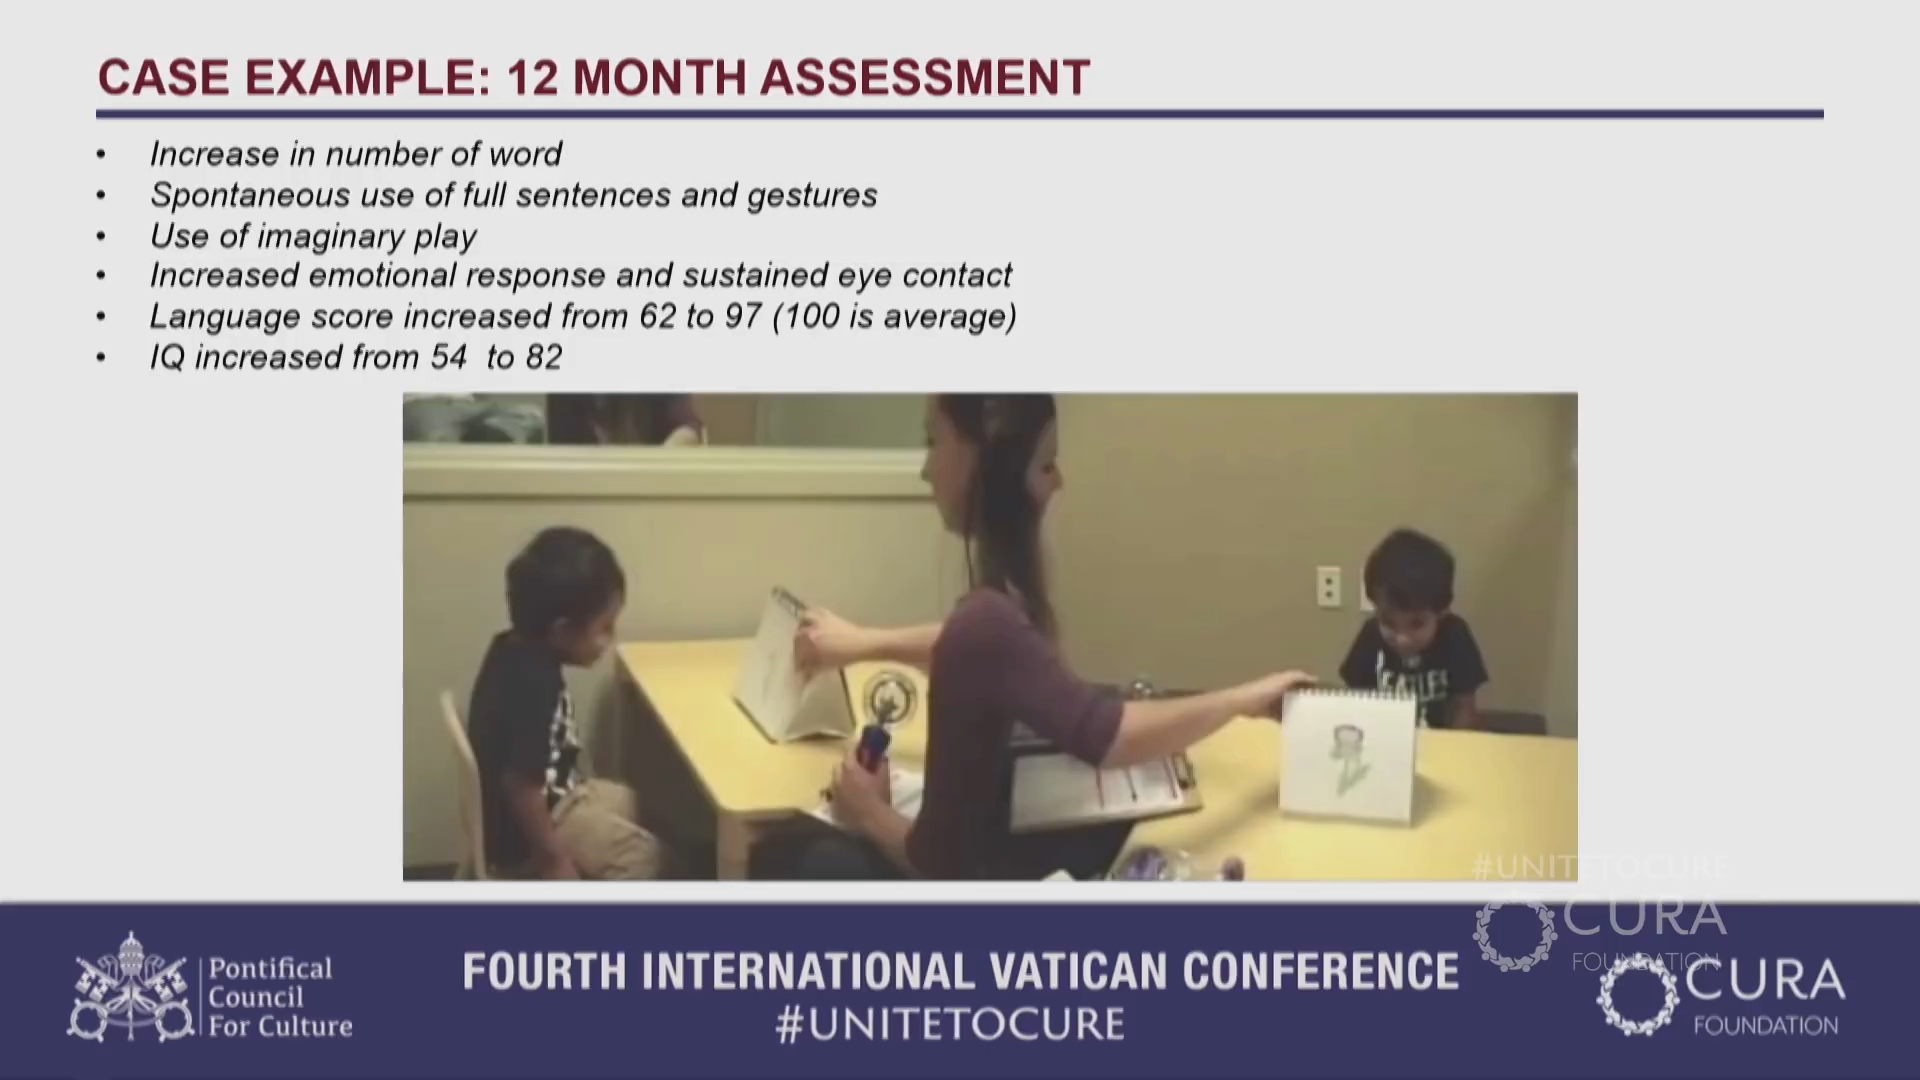 CASE EXAMPLE: 12 MONTH ASSESSMENT
• Increase in number of word
• Spontaneous use of full sentences and gestures
• Use of imaginary play
• Increased emotional response and sustained eye contact
• Language score increased from 62 to 97 (100 is average)
• IQ increased from 54 to 82
#UNITETOCURE
CURA
FOUNDATION
Pontifical
Council
For Culture
FOURTH INTERNATIONAL VATICAN CONFERENCE
#UNITETOCURE
CURA
FOUNDATION